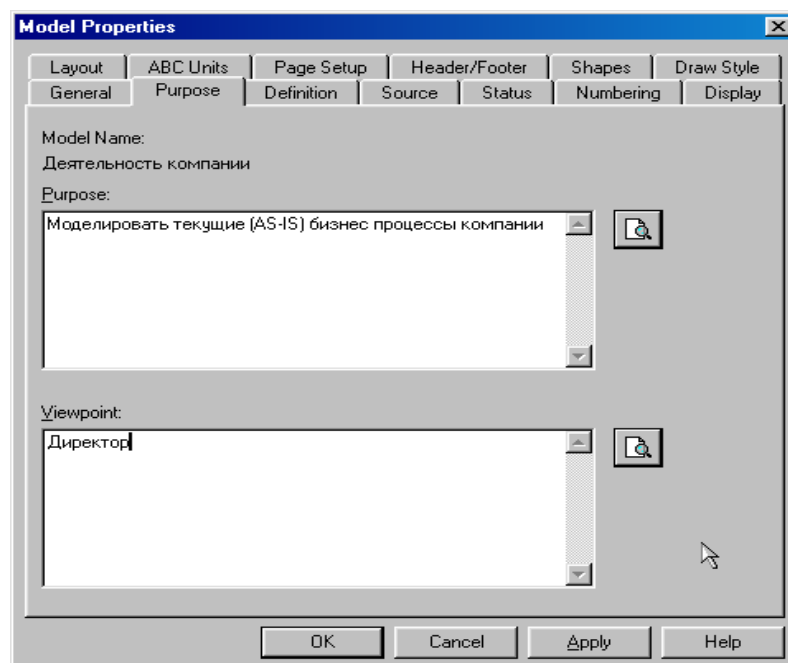 Model Properties
Layout ABC Units Page Setup Header/Footer Shapes Draw Style
General Purpose Definition Source Status Numbering Display
Model Name:
Деятельность компании
Purpose:
Моделировать текущие (AS-IS) бизнес процессы компании
Viewpoint:
Директор
OK Cancel Apply Help